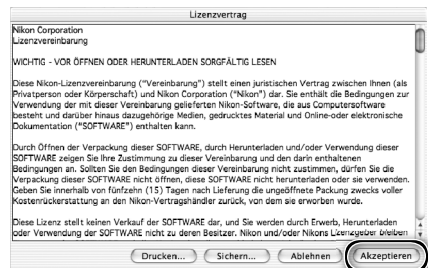 Lizenzvertrag
Nikon Corporation
Lizenzvereinbarung
WICHTIG - VOR ÖFFNEN ODER HERUNTERLADEN SORGFÄLTIG LESEN
Diese Nikon-Lizenzvereinbarung ("Vereinbarung") stellt einen juristischen Vertrag zwischen Ihnen (als
Privatperson oder Körperschaft) und Nikon Corporation ("Nikon") dar. Sie enthält die Bedingungen zur
Verwendung der mit dieser Vereinbarung gelieferten Nikon-Software, die aus Computersoftware
besteht und darüber hinaus dazugehörige Medien, gedrucktes Material und Online-oder elektronische
Dokumentation ("SOFTWARE") enthalten kann.
Durch Öffnen der Verpackung dieser SOFTWARE, durch Herunterladen und/oder Verwendung dieser
SOFTWARE zeigen Sie Ihre Zustimmung zu dieser Vereinbarung und den darin enthaltenen
Bedingungen an. Sollten Sie den Bedingungen dieser Vereinbarung nicht zustimmen, dürfen Sie die
Verpackung dieser SOFTWARE nicht öffnen, diese SOFTWARE nicht herunterladen oder sie verwenden.
Geben Sie innerhalb von fünfzehn (15) Tagen nach Lieferung die ungeöffnete Packung zwecks voller
Kostenrückerstattung an den Nikon-Vertragshändler zurück, von dem sie erworben wurde.
Diese Lizenz stellt keinen Verkauf der SOFTWARE dar, und Sie werden durch Erwerb, Herunterladen
oder Verwendung der SOFTWARE nicht zu deren Besitzer. Nikon und/oder Nikons Lizenzgeber bleiben
Drucken... Sichern... Ablehnen Akzeptieren